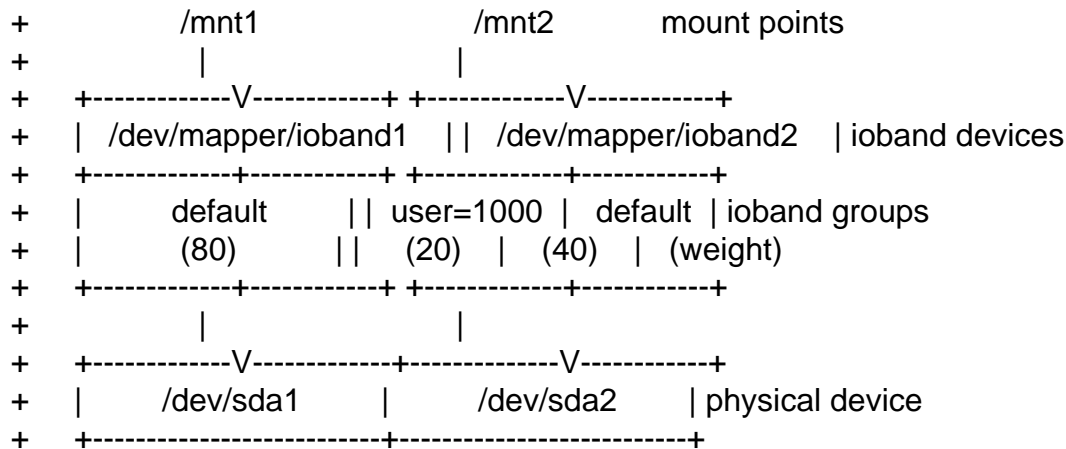 + /mnt1 /mnt2 mount points
+ | |
+ +-------------V------------+ +-------------V------------+
+ | /dev/mapper/ioband1 | | /dev/mapper/ioband2 | ioband devices
+ +-------------+------------+ +-------------+------------+
+ | default | | user=1000 | default | ioband groups
+ | (80) | | (20) | (40) | (weight)
+ +-------------+------------+ +-------------+------------+
+ | |
+ +-------------V-------------+--------------V------------+
+ | /dev/sda1 | /dev/sda2 | physical device
+ +---------------------------+---------------------------+